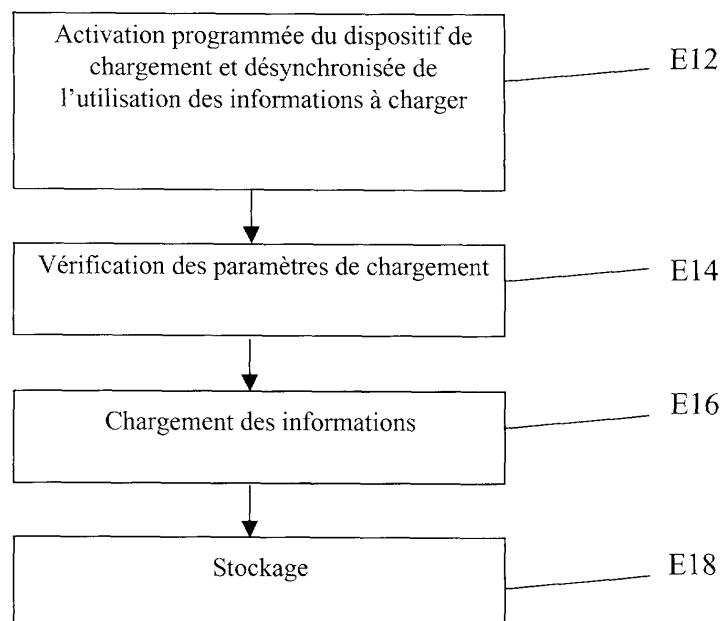 Activation programmée du dispositif de
chargement et désynchronisée de
l'utilisation des informations à charger
E12
Vérification des paramètres de chargement
E14
Chargement des informations
E16
Stockage
E18